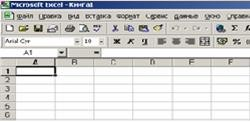 Microsoft Excel - Книга1
Файл Правка Вид Вставка Формат Сервис Данные Окно
Arial Cyr 10 Ж К Ч
A1 =
A B C D E F
1
2
3
4
5
6